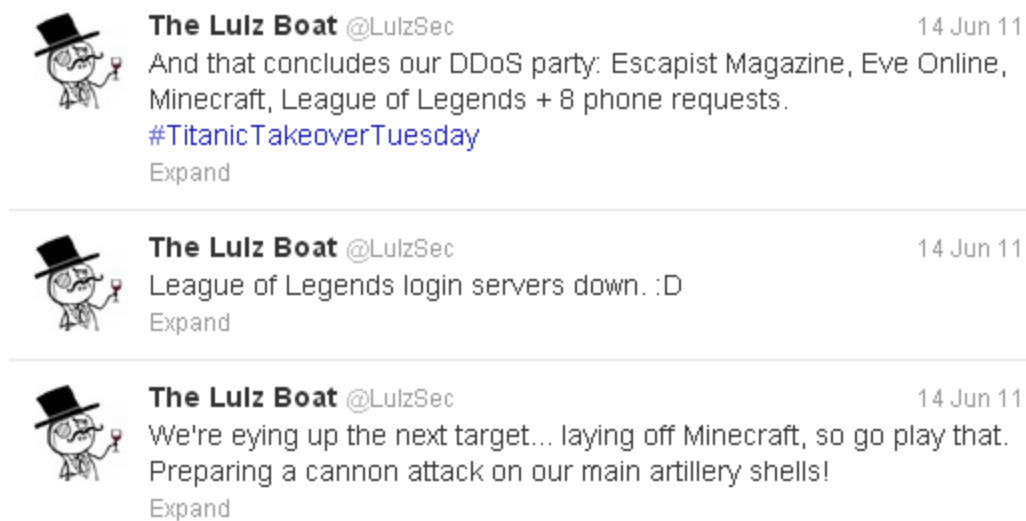 The Lulz Boat @LulzSec 14 Jun 11
And that concludes our DDoS party: Escapist Magazine, Eve Online,
Minecraft, League of Legends + 8 phone requests.
#TitanicTakeoverTuesday
Expand
The Lulz Boat @LulzSec 14 Jun 11
League of Legends login servers down. :D
Expand
The Lulz Boat @LulzSec 14 Jun 11
We're eying up the next target... laying off Minecraft, so go play that.
Preparing a cannon attack on our main artillery shells!
Expand